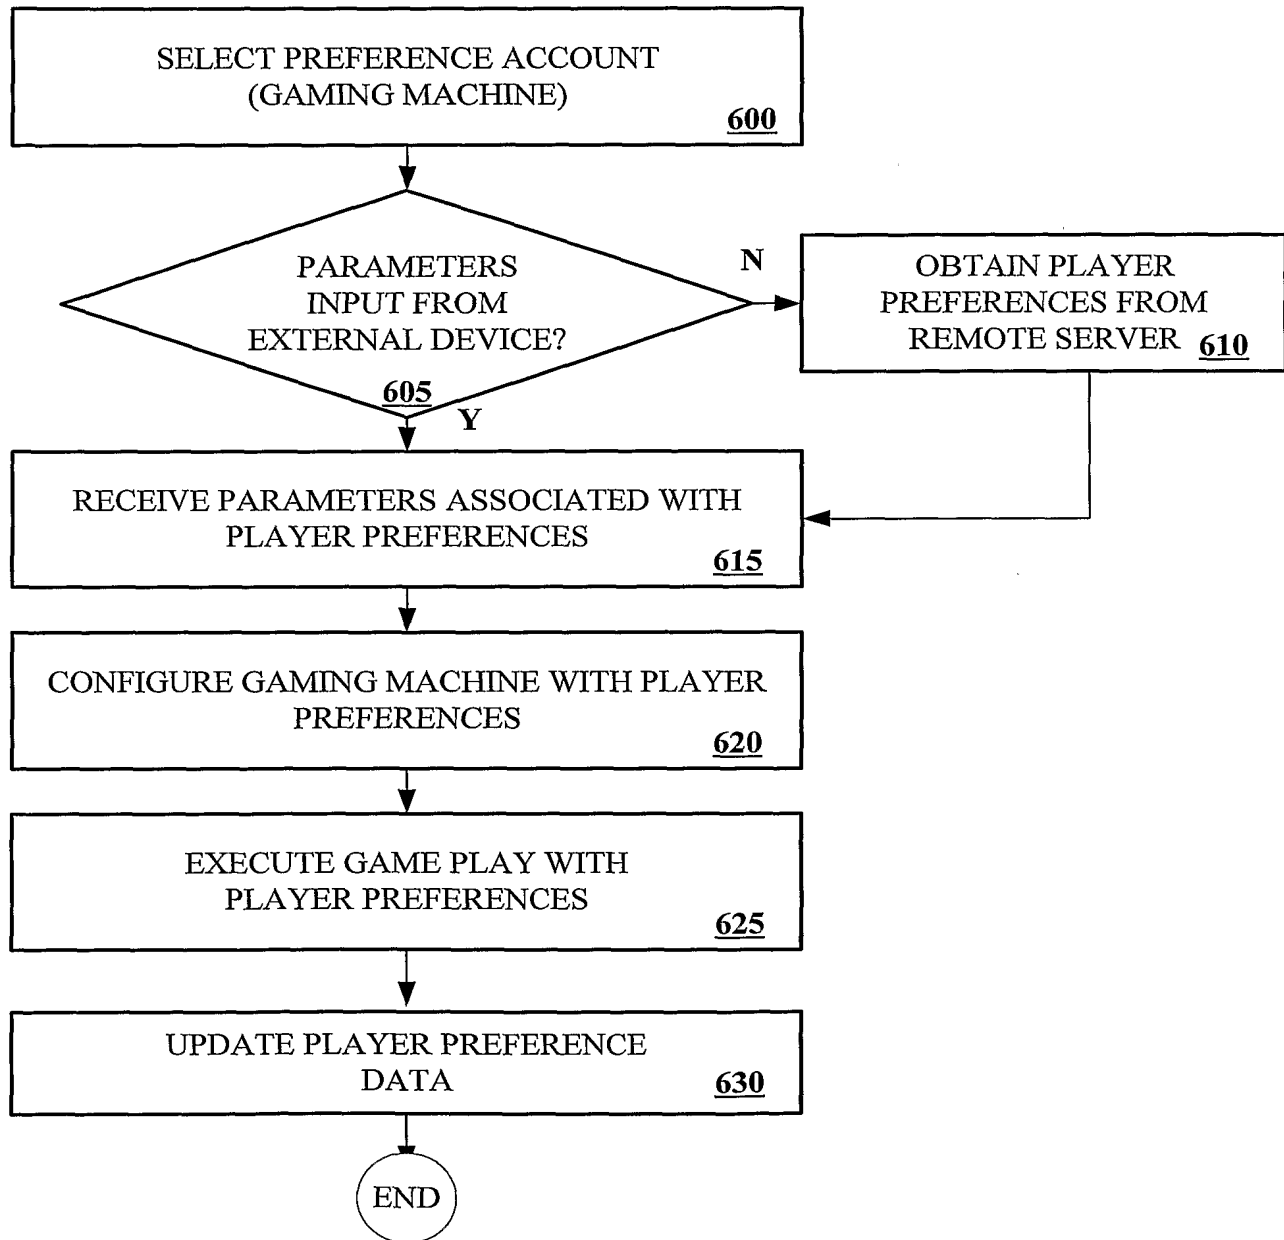 SELECT PREFERENCE ACCOUNT
(GAMING MACHINE)
600
PARAMETERS
INPUT FROM
EXTERNAL DEVICE?
605
N
Y
OBTAIN PLAYER
PREFERENCES FROM
REMOTE SERVER
610
RECEIVE PARAMETERS ASSOCIATED WITH
PLAYER PREFERENCES
615
CONFIGURE GAMING MACHINE WITH PLAYER
PREFERENCES
620
EXECUTE GAME PLAY WITH
PLAYER PREFERENCES
625
UPDATE PLAYER PREFERENCE
DATA
630
END